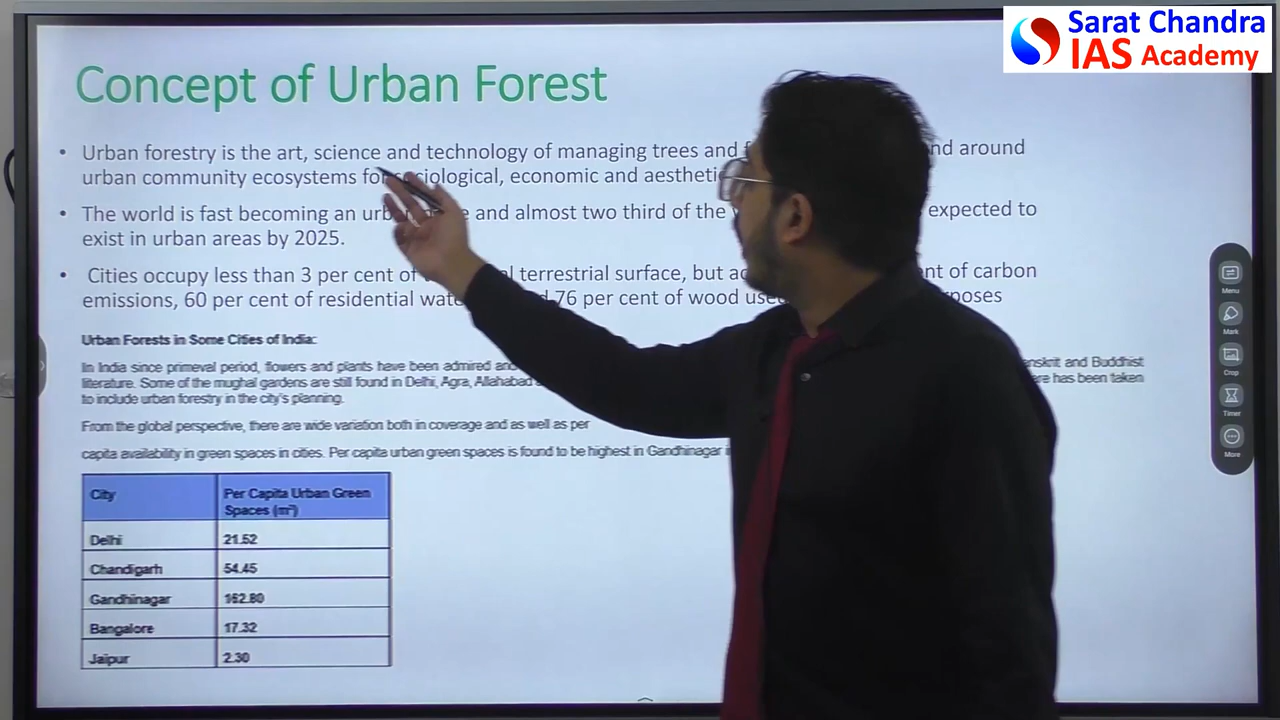 Sarat Chandra
IAS Academy
Concept of Urban Forest
• Urban forestry is the art, science and technology of managing trees and nd around
urban community ecosystems for sociological, economic and aesthetic
• The world is fast becoming an urban and almost two third of the expected to
exist in urban areas by 2025.
• Cities occupy less than 3 per cent of terrestrial surface, but nt of carbon
emissions, 60 per cent of residential 76 per cent of wood
Urban Forests in Some Cities of India:
In India since primeval period, flowers and plants have been admired and Buddhist
literature. Some of the mughal gardens are still found in Delhi, Agra, Allahabad has been taken
to include urban forestry in the city's planning.
From the global perspective, there are wide variation both in coverage and as well as per
capita availability in green spaces in cities. Per capita urban green spaces is found to be highest in Gandhinagar
City Per Capita Urban Green
Spaces (m²)
Delhi 21.52
Chandigarh 54.45
Gandhinagar 162.80
Bangalore 17.32
Jaipur 2.30
Menu
Mark
Crop
Timer
More